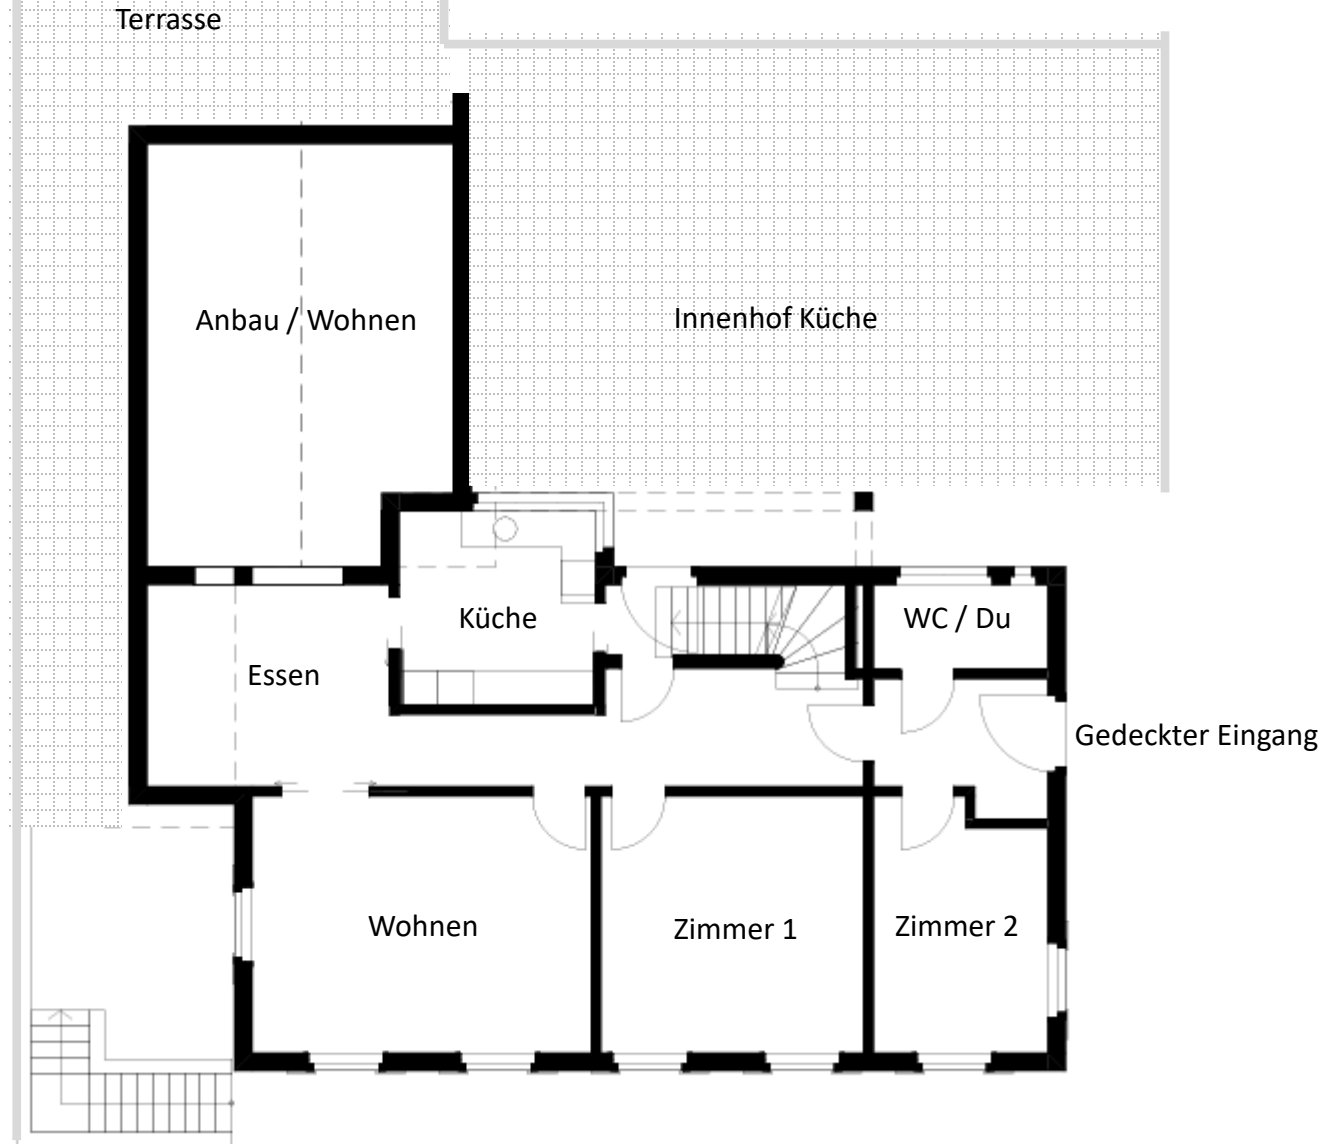 Terrasse
Anbau / Wohnen
Innenhof Küche
Küche
WC / Du
Essen
Gedeckter Eingang
Wohnen
Zimmer 1
Zimmer 2